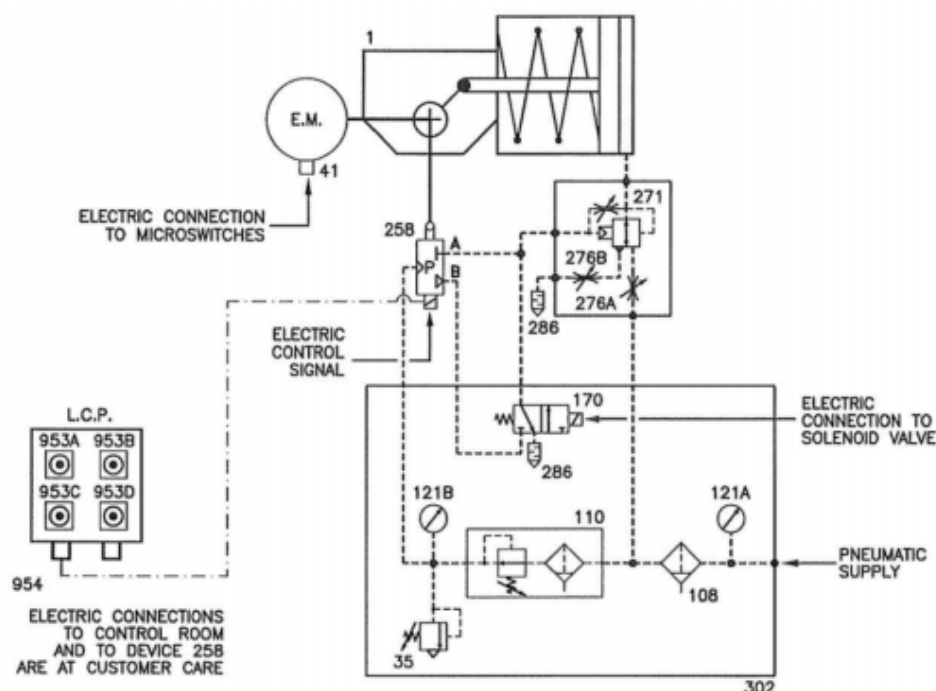 1
E.M.
41
ELECTRIC CONNECTION
TO MICROSWITCHES
271
258
A
P
B
276B
276A
286
ELECTRIC
CONTROL
SIGNAL
170
ELECTRIC
CONNECTION TO
SOLENOID VALVE
286
L.C.P.
953A 953B
953C 953D
121B
121A
110
PNEUMATIC
SUPPLY
108
954
ELECTRIC CONNECTIONS
TO CONTROL ROOM
AND TO DEVICE 258
ARE AT CUSTOMER CARE
35
302